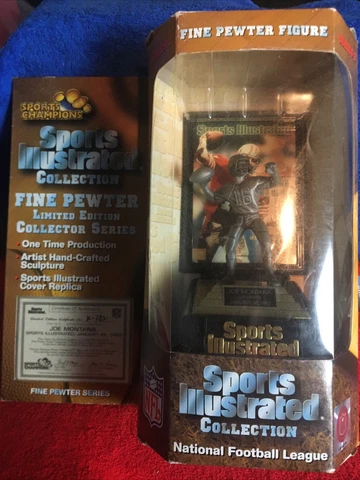 SPORTS
CHAMPIONS
Sports
Illustrated
COLLECTION
FINE PEWTER
LIMITED EDITION
COLLECTOR SERIES
One Time Production
Artist Hand-Crafted
Sculpture
Sports Illustrated
Cover Replica
JOE MONTANA
FINE PEWTER SERIES
FINE PEWTER FIGURE
Sports Illustrated
16
Sports
Illustrated
NFL
Sports
Illustrated
COLLECTION
National Football League